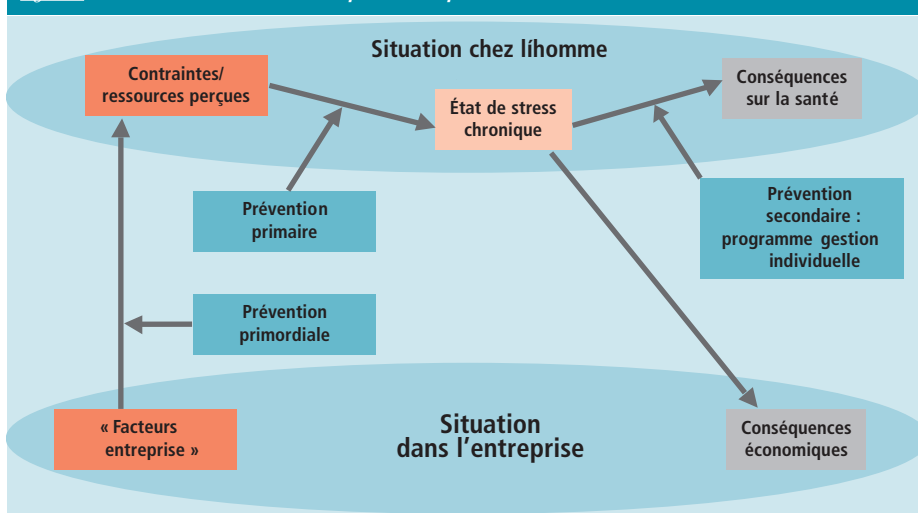 Situation chez líhomme
Contraintes/
ressources perçues
État de stress
chronique
Conséquences
sur la santé
Prévention
primaire
Prévention
secondaire :
programme gestion
individuelle
Prévention
primordiale
« Facteurs
entreprise »
Situation
dans l'entreprise
Conséquences
économiques